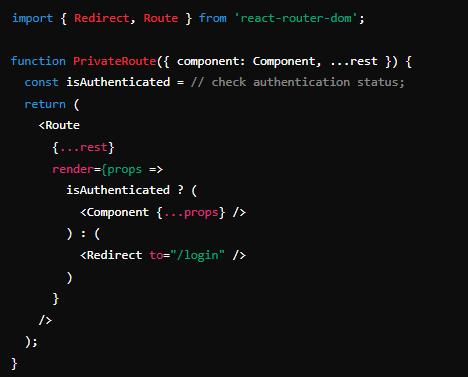 import { Redirect, Route } from 'react-router-dom';

function PrivateRoute({ component: Component, ...rest }) {
  const isAuthenticated = // check authentication status;
  return (
    <Route
      {...rest}
      render={props =>
        isAuthenticated ? (
          <Component {...props} />
        ) : (
          <Redirect to="/login" />
        )
      }
    />
  );
}